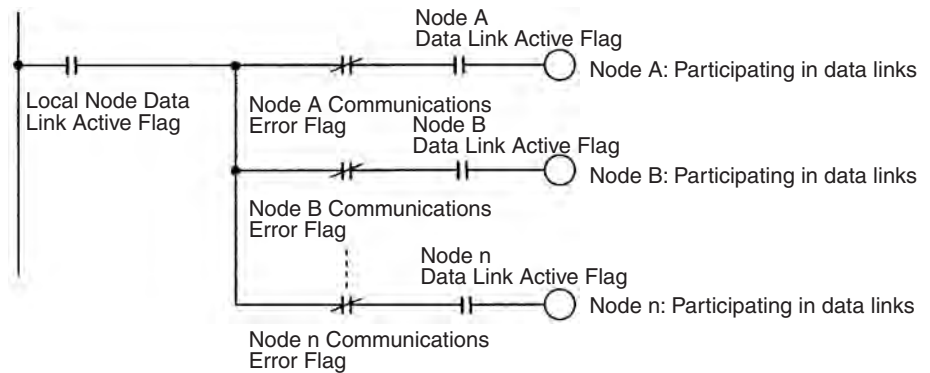 Node A
Data Link Active Flag
Node A: Participating in data links
Local Node Data
Link Active Flag
Node A Communications
Error Flag
Node B
Data Link Active Flag
Node B: Participating in data links
Node B Communications
Error Flag
Node n
Data Link Active Flag
Node n: Participating in data links
Node n Communications
Error Flag